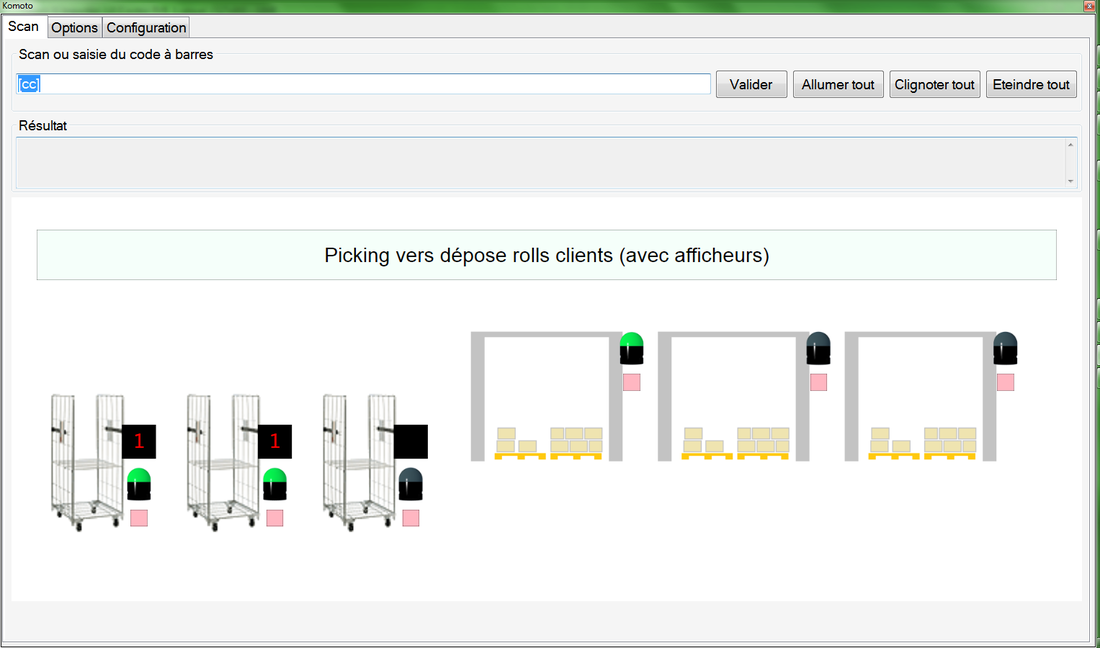 Komoto
Scan Options Configuration
Scan ou saisie du code à barres
[cc] Valider Allumer tout Clignoter tout Eteindre tout
Résultat
Picking vers dépose rolls clients (avec afficheurs)
1 1